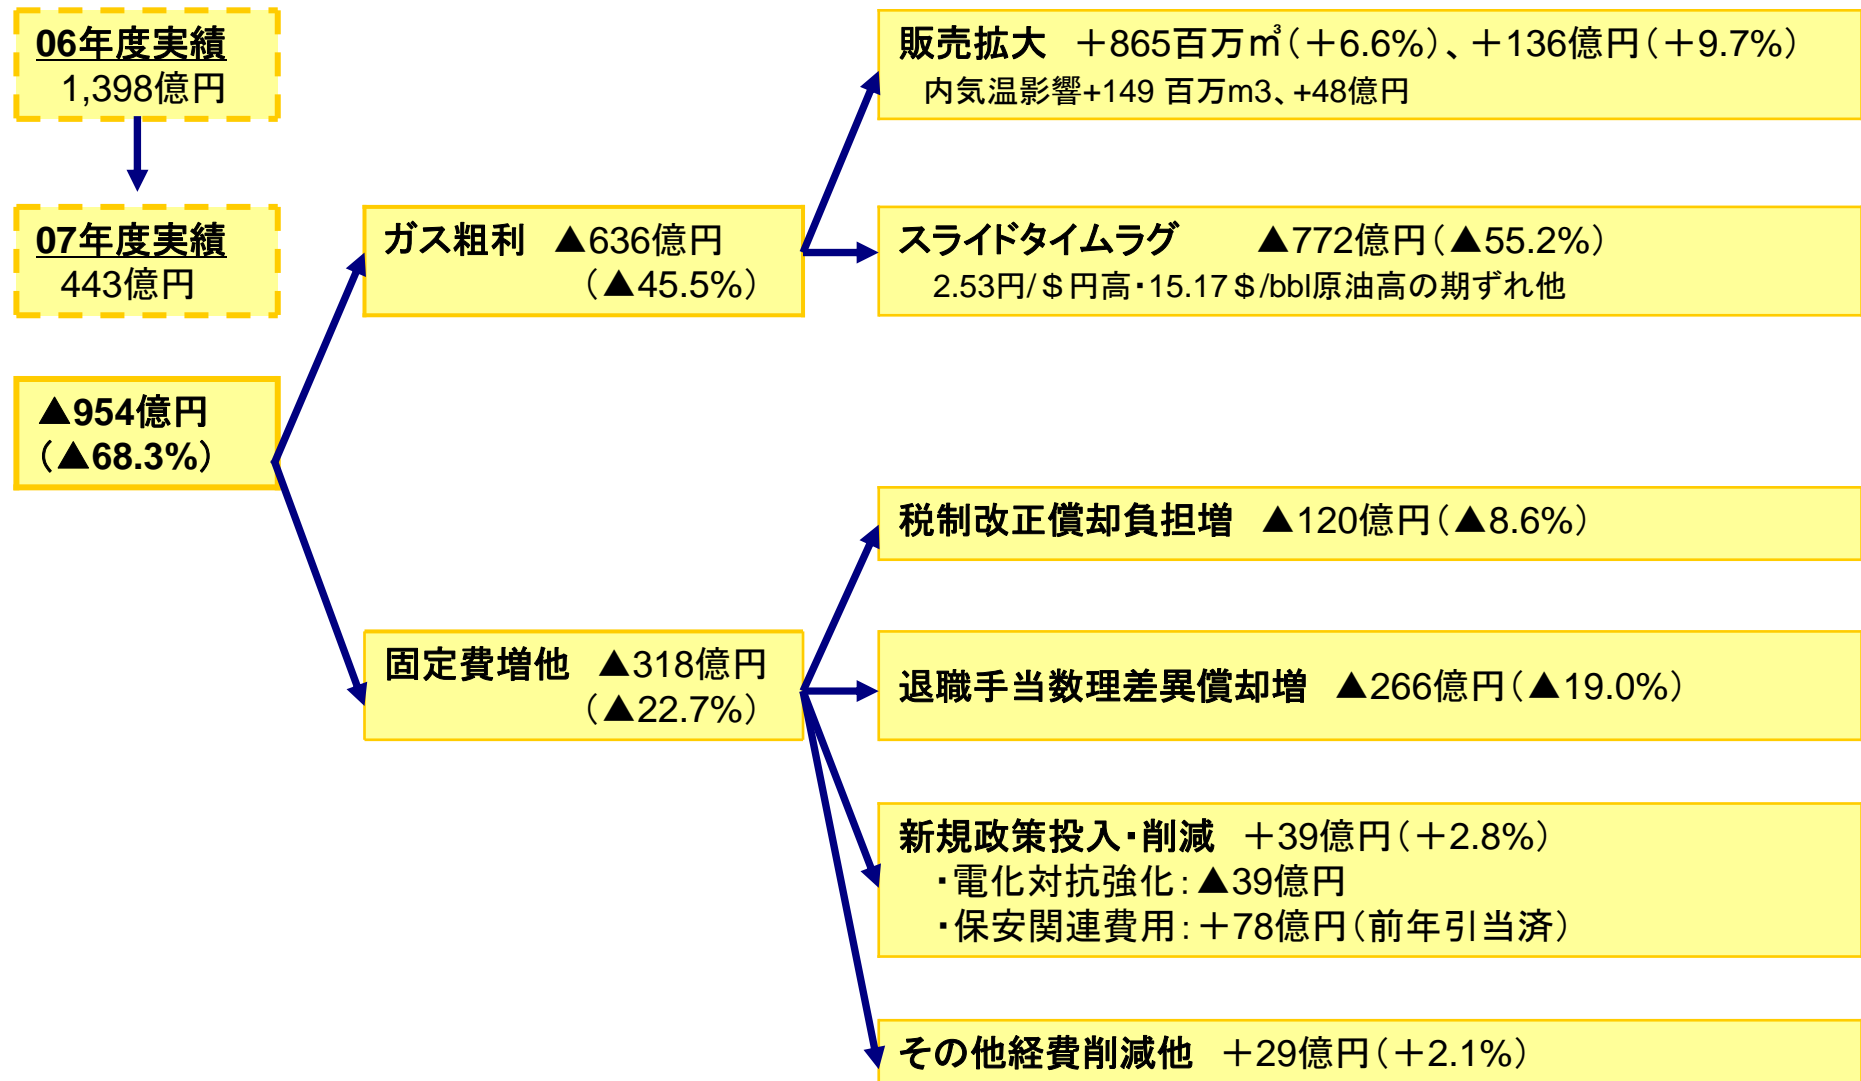 06年度実績
1,398億円
07年度実績
443億円
▲954億円
（▲68.3%）
ガス粗利　▲636億円
（▲45.5%）
販売拡大　＋865百万㎥（＋6.6%）、＋136億円（＋9.7%）
内気温影響+149 百万m3、+48億円
スライドタイムラグ　　▲772億円（▲55.2%）
2.53円/＄円高・15.17＄/bbl原油高の期ずれ他
固定費増他　▲318億円
（▲22.7%）
税制改正償却負担増　▲120億円（▲8.6%）
退職手当数理差異償却増　▲266億円（▲19.0%）
新規政策投入・削減　＋39億円（＋2.8%）
・電化対抗強化：▲39億円
・保安関連費用：＋78億円（前年引当済）
その他経費削減他　＋29億円（＋2.1%）